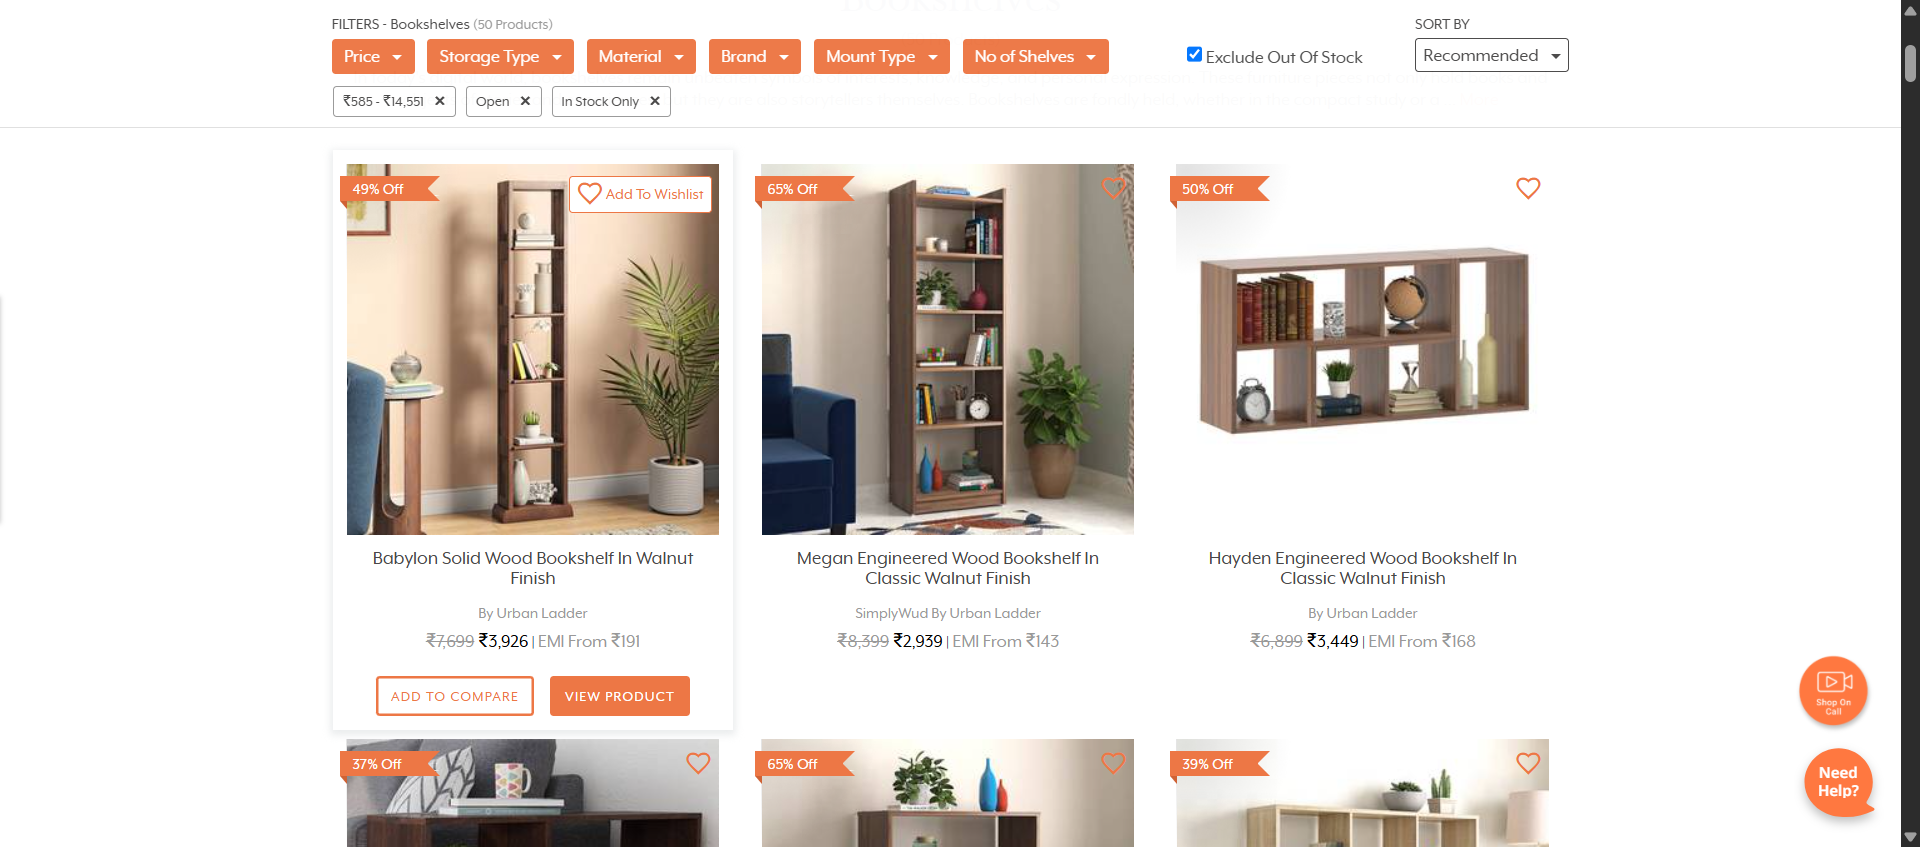 FILTERS - Bookshelves (50 Products)
SORT BY
Price
Storage Type
Material
Brand
Mount Type
No of Shelves
Exclude Out Of Stock
Recommended
₹585 - ₹14,551 ✕
Open ✕
In Stock Only ✕
49% Off
Add To Wishlist
65% Off
50% Off
Babylon Solid Wood Bookshelf In Walnut
Finish
By Urban Ladder
₹7,699 ₹3,926 | EMI From ₹191
ADD TO COMPARE
VIEW PRODUCT
Megan Engineered Wood Bookshelf In
Classic Walnut Finish
SimplyWud By Urban Ladder
₹8,399 ₹2,939 | EMI From ₹143
Hayden Engineered Wood Bookshelf In
Classic Walnut Finish
By Urban Ladder
₹6,899 ₹3,449 | EMI From ₹168
37% Off
65% Off
39% Off
Shop On
Call
Need
Help?